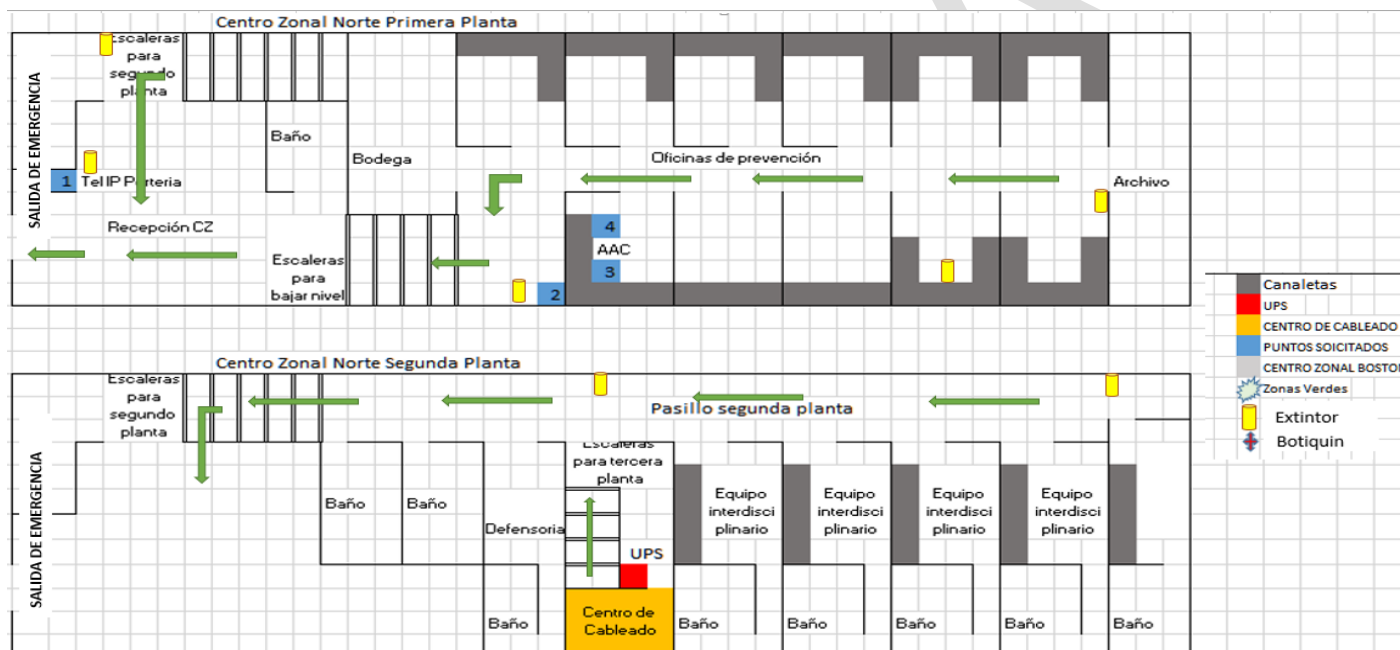 Centro Zonal Norte Primera Planta
SALIDA DE EMERGENCIA
Escaleras
para
segundo
planta
Baño
Bodega
Oficinas de prevención
Archivo
1
Tel IP Porteria
Recepción CZ
4
AAC
3
2
Escaleras
para
bajar nivel
Canaletas
UPS
CENTRO DE CABLEADO
PUNTOS SOICITADOS
CENTRO ZONAL BOSTON
Zonas Verdes
Extintor
Botiquin
Centro Zonal Norte Segunda Planta
SALIDA DE EMERGENCIA
Escaleras
para
segundo
planta
Pasillo segunda planta
Escaleras
para tercera
planta
Baño
Baño
Defensoria
Equipo
interdisci
plinario
Equipo
interdisci
plinario
Equipo
interdisci
plinario
Equipo
interdisci
plinario
UPS
Centro de
Cableado
Baño
Baño
Baño
Baño
Baño
Baño